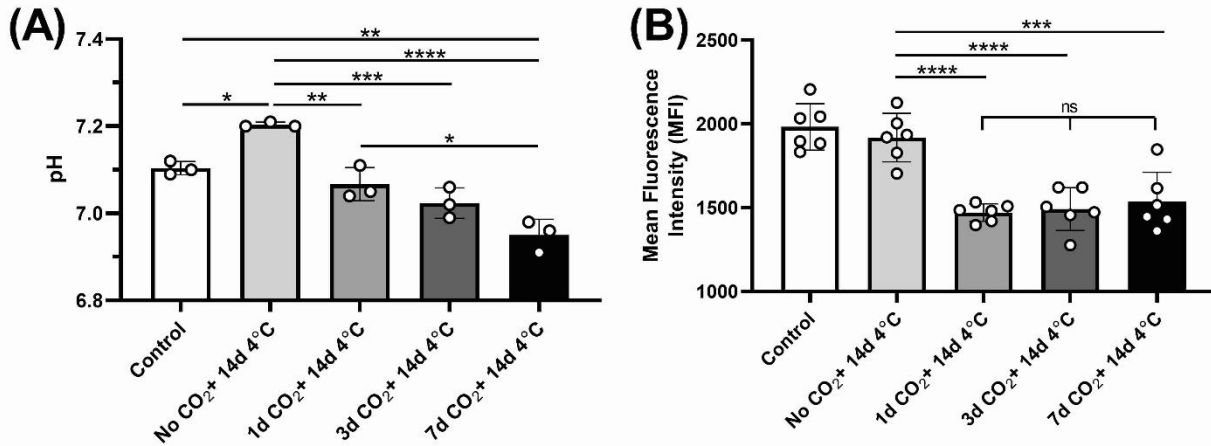 (A)
7.4
7.2
7.0
6.8
pH
**
****
***
*
**
*
Control
No CO₂+ 14d 4°C
1d CO₂+ 14d 4°C
3d CO₂+ 14d 4°C
7d CO₂+ 14d 4°C
(B)
2500
2000
1500
1000
Mean Fluorescence
Intensity (MFI)
***
****
****
ns
Control
No CO₂+ 14d 4°C
1d CO₂+ 14d 4°C
3d CO₂+ 14d 4°C
7d CO₂+ 14d 4°C